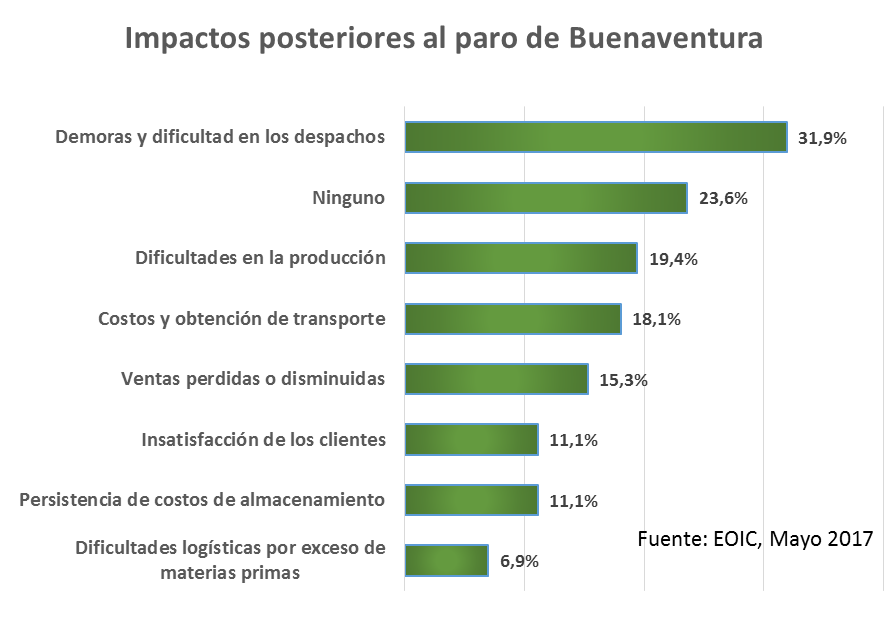 Impactos posteriores al paro de Buenaventura
Demoras y dificultad en los despachos 31,9%
Ninguno 23,6%
Dificultades en la producción 19,4%
Costos y obtención de transporte 18,1%
Ventas perdidas o disminuidas 15,3%
Insatisfacción de los clientes 11,1%
Persistencia de costos de almacenamiento 11,1%
Fuente: EOIC, Mayo 2017
Dificultades logísticas por exceso de
materias primas 6,9%